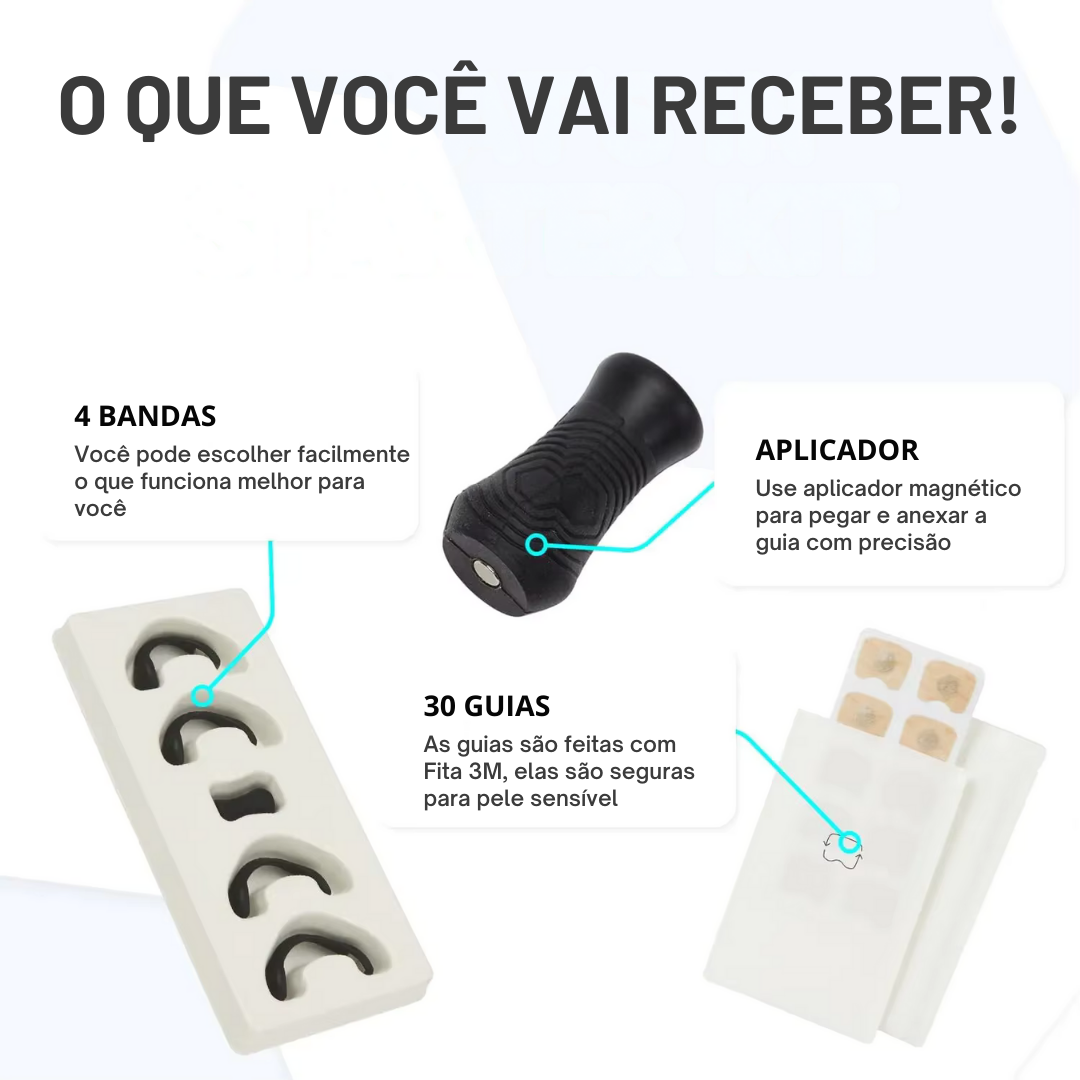 O QUE VOCÊ VAI RECEBER!
4 BANDAS
Você pode escolher facilmente
o que funciona melhor para
você
APLICADOR
Use aplicador magnético
para pegar e anexar a
guia com precisão
30 GUIAS
As guias são feitas com
Fita 3M, elas são seguras
para pele sensível